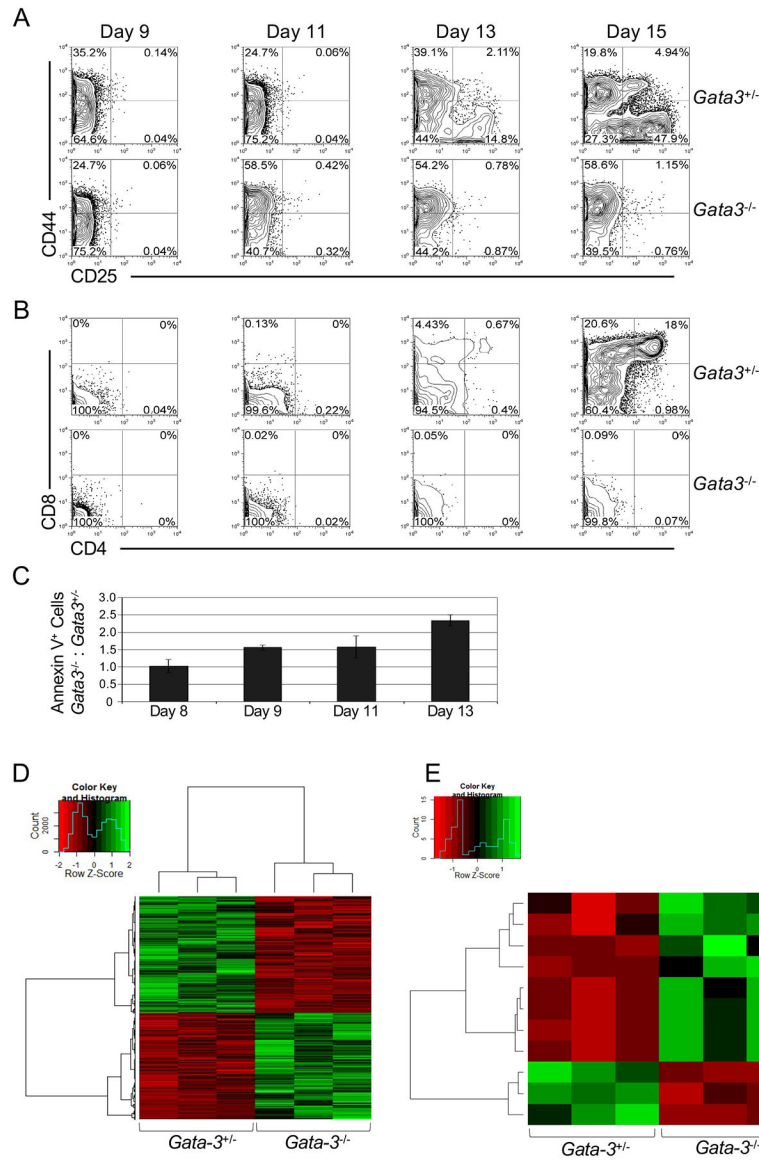 A
Day 9 Day 11 Day 13 Day 15
35.2% 0.14% 24.7% 0.06% 39.1% 2.11% 19.8% 4.94%
Gata3+/-
64.6% 0.04% 75.2% 0.04% 44% 14.8% 27.3% 47.9%
24.7% 0.06% 58.5% 0.42% 54.2% 0.78% 58.6% 1.15%
Gata3-/-
75.2% 0.04% 40.7% 0.32% 44.2% 0.87% 39.5% 0.76%
CD44
CD25
B
0% 0% 0.13% 0% 4.43% 0.67% 20.6% 18%
Gata3+/-
100% 0.04% 99.6% 0.22% 94.5% 0.4% 60.4% 0.98%
0% 0% 0.02% 0% 0.05% 0% 0.09% 0%
Gata3-/-
100% 0% 100% 0.02% 100% 0% 99.8% 0.07%
CD8
CD4
C
Annexin V+ Cells
Gata3-/- : Gata3+/-
3.0
2.5
2.0
1.5
1.0
0.5
0
Day 8 Day 9 Day 11 Day 13
D
Color Key
and Histogram
Count
0 2000
-2 -1 0 1 2
Row Z-Score
Gata-3+/- Gata-3-/-
E
Color Key
and Histogram
Count
0 5 10 15
-1 0 1
Row Z-Score
Gata-3+/- Gata-3-/-